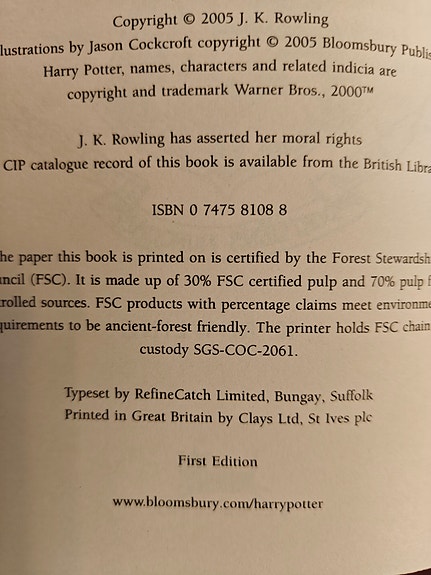 Copyright © 2005 J. K. Rowling
lustrations by Jason Cockcroft copyright © 2005 Bloomsbury Publis
Harry Potter, names, characters and related indicia are
copyright and trademark Warner Bros., 2000™
J. K. Rowling has asserted her moral rights
CIP catalogue record of this book is available from the British Libra
ISBN 0 7475 8108 8
he paper this book is printed on is certified by the Forest Stewardsh
uncil (FSC). It is made up of 30% FSC certified pulp and 70% pulp f
trolled sources. FSC products with percentage claims meet environme
quirements to be ancient-forest friendly. The printer holds FSC chain
custody SGS-COC-2061.
Typeset by RefineCatch Limited, Bungay, Suffolk
Printed in Great Britain by Clays Ltd, St Ives plc
First Edition
www.bloomsbury.com/harrypotter